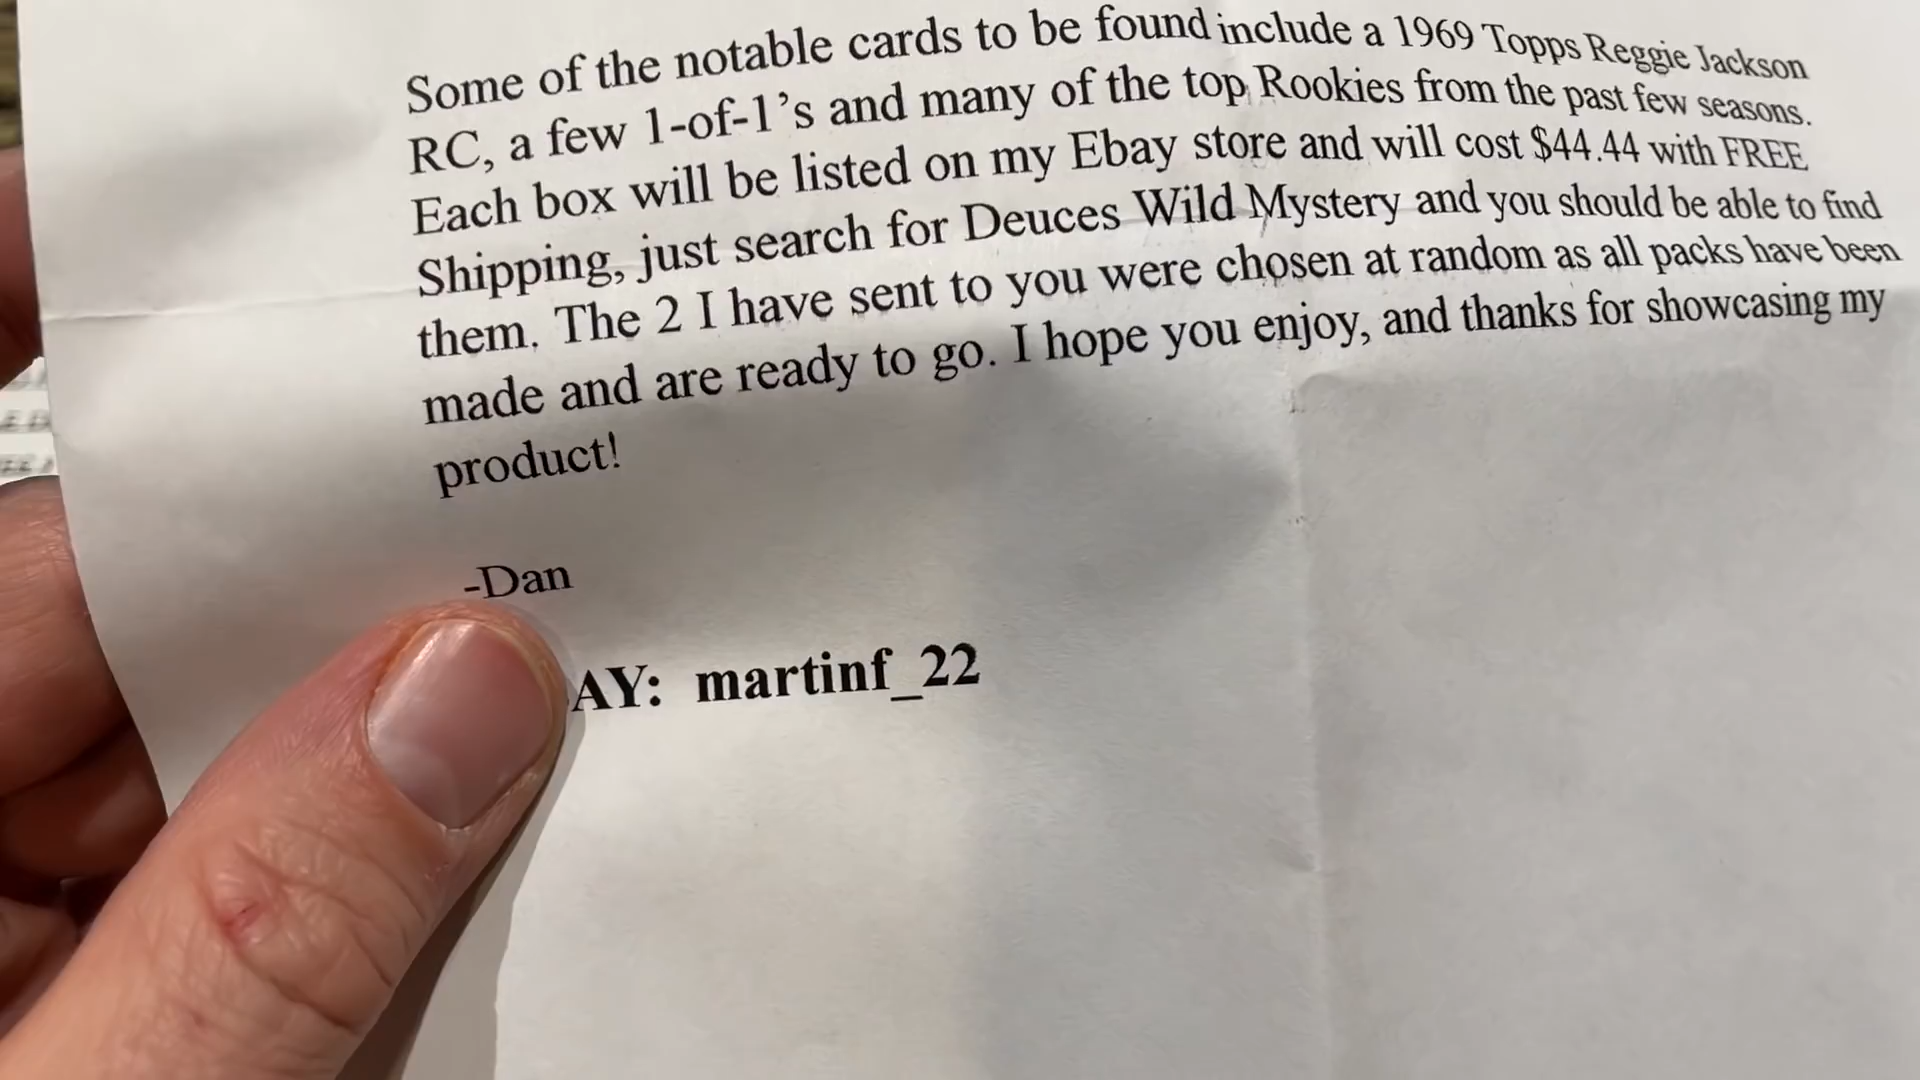 Some of the notable cards to be found include a 1969 Topps Reggie Jackson
RC, a few 1-of-1's and many of the top Rookies from the past few seasons.
Each box will be listed on my Ebay store and will cost $44.44 with FREE
Shipping, just search for Deuces Wild Mystery and you should be able to find
them. The 2 I have sent to you were chosen at random as all packs have been
made and are ready to go. I hope you enjoy, and thanks for showcasing my
product!
-Dan
AY: martinf_22